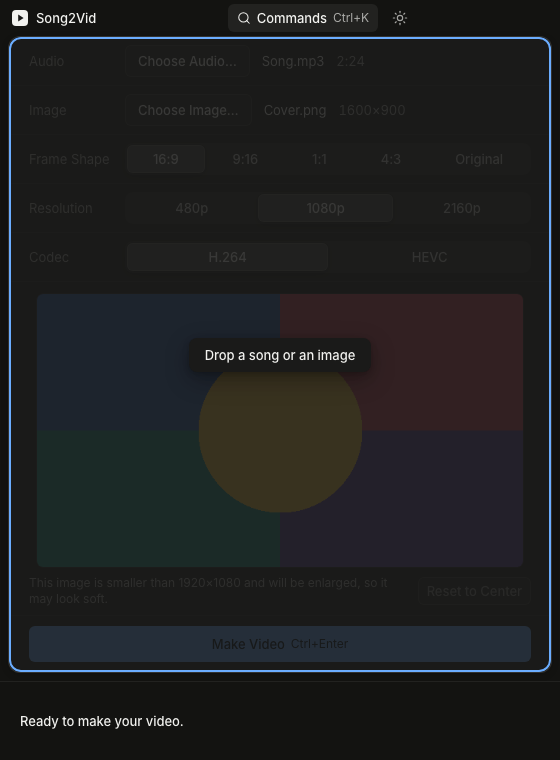 Song2Vid
Commands Ctrl+K
Audio Choose Audio... Song.mp3 2:24
Image Choose Image... Cover.png 1600×900
Frame Shape 16:9 9:16 1:1 4:3 Original
Resolution 480p 1080p 2160p
Codec H.264 HEVC
Drop a song or an image
This image is smaller than 1920×1080 and will be enlarged, so it
may look soft.
Reset to Center
Make Video Ctrl+Enter
Ready to make your video.